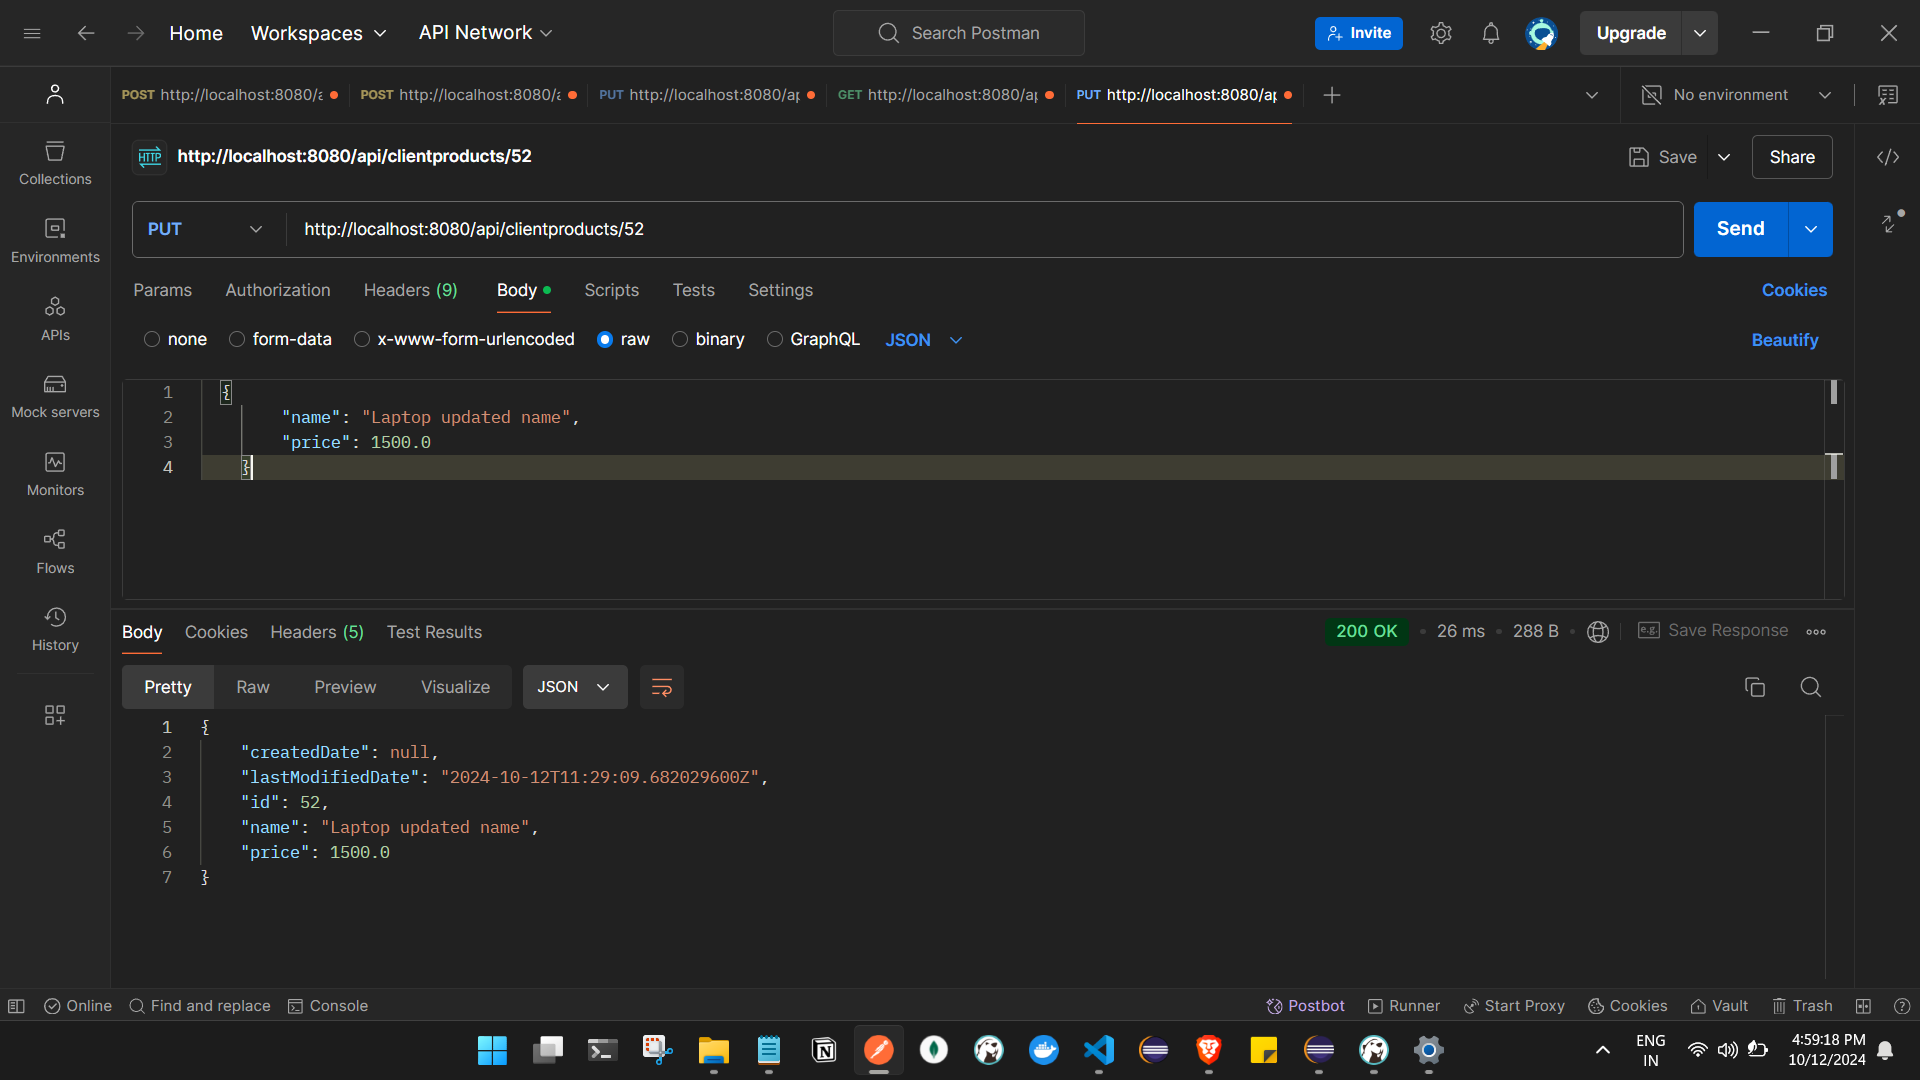 Home Workspaces API Network Search Postman Invite Upgrade
POST http://localhost:8080/a POST http://localhost:8080/a PUT http://localhost:8080/ap GET http://localhost:8080/ap PUT http://localhost:8080/ap No environment
HTTP http://localhost:8080/api/clientproducts/52 Save Share
PUT http://localhost:8080/api/clientproducts/52 Send
Params Authorization Headers (9) Body Scripts Tests Settings Cookies
none form-data x-www-form-urlencoded raw binary GraphQL JSON Beautify
Collections
Environments
APIs
Mock servers
Monitors
Flows
History
1 {
2 "name": "Laptop updated name",
3 "price": 1500.0
4 }
Body Cookies Headers (5) Test Results 200 OK 26 ms 288 B e.g. Save Response
Pretty Raw Preview Visualize JSON
1 {
2 "createdDate": null,
3 "lastModifiedDate": "2024-10-12T11:29:09.682029600Z",
4 "id": 52,
5 "name": "Laptop updated name",
6 "price": 1500.0
7 }
Online Find and replace Console Postbot Runner Start Proxy Cookies Vault Trash
ENG 4:59:18 PM
IN 10/12/2024